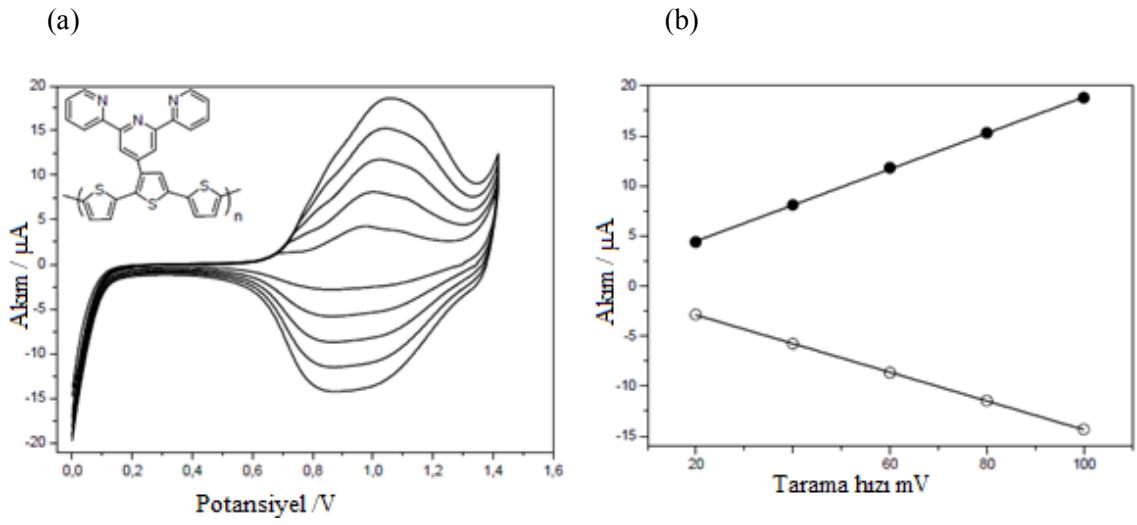 (a)
(b)
Akım / µA
20
15
10
5
0
-5
-10
-15
-20
0,0 0,2 0,4 0,6 0,8 1,0 1,2 1,4 1,6
Potansiyel /V
N N N
S S S
n
Akım / µA
20
15
10
5
0
-5
-10
-15
20 40 60 80 100
Tarama hızı mV